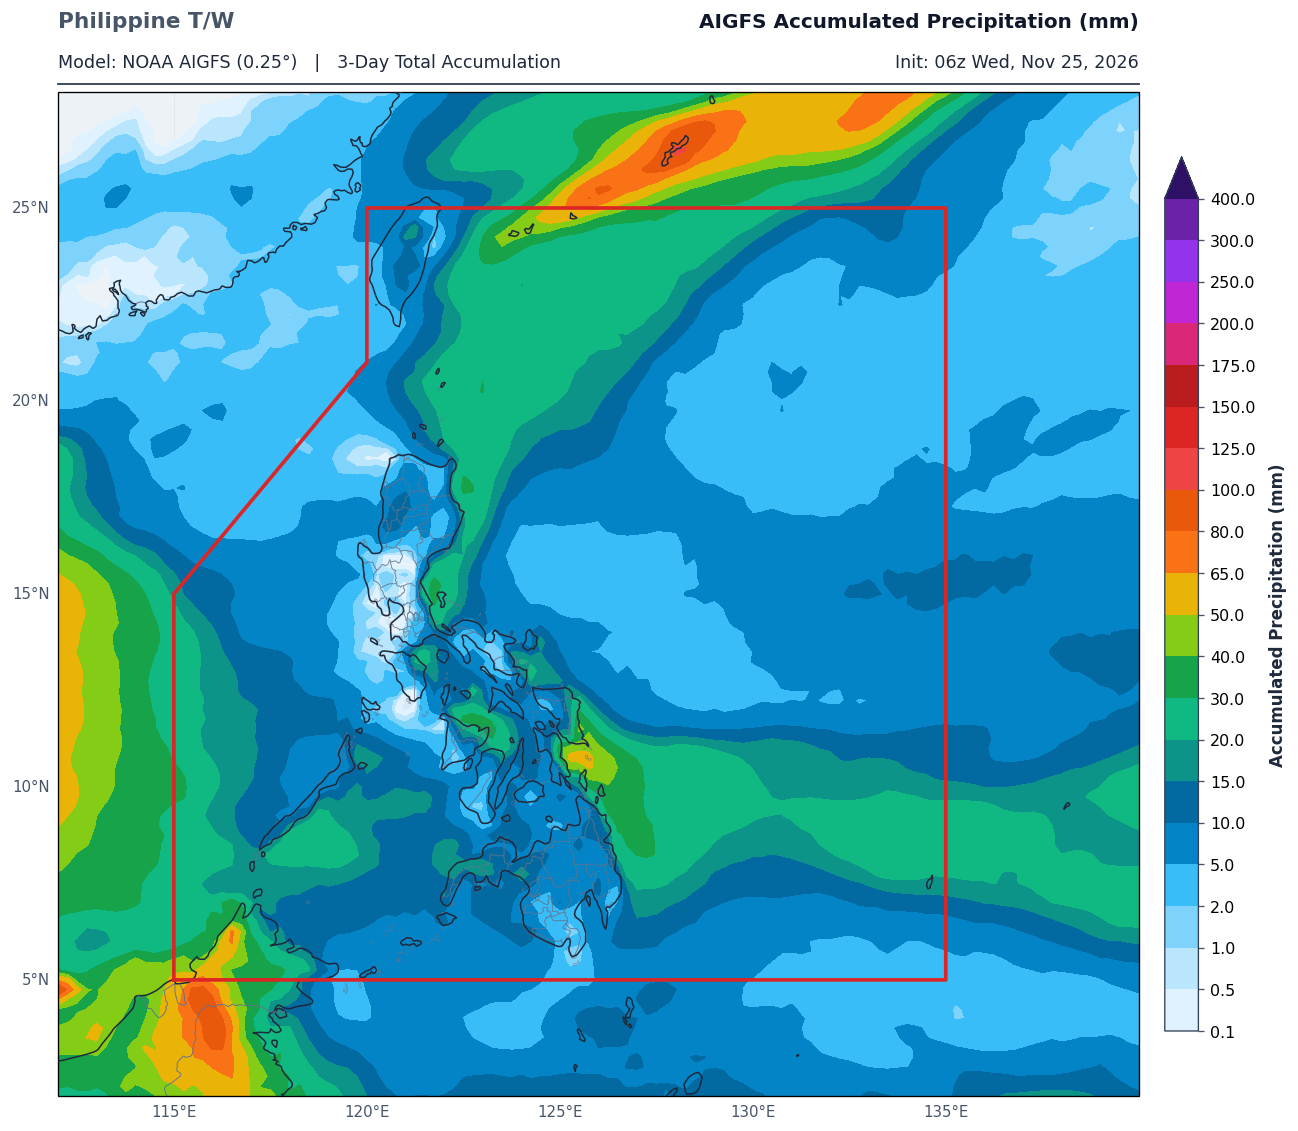 Philippine T/W
AIGFS Accumulated Precipitation (mm)
Model: NOAA AIGFS (0.25°)   |   3-Day Total Accumulation
Init: 06z Wed, Nov 25, 2026
25°N
20°N
15°N
10°N
5°N
115°E
120°E
125°E
130°E
135°E
400.0
300.0
250.0
200.0
175.0
150.0
125.0
100.0
80.0
65.0
50.0
40.0
30.0
20.0
15.0
10.0
5.0
2.0
1.0
0.5
0.1
Accumulated Precipitation (mm)